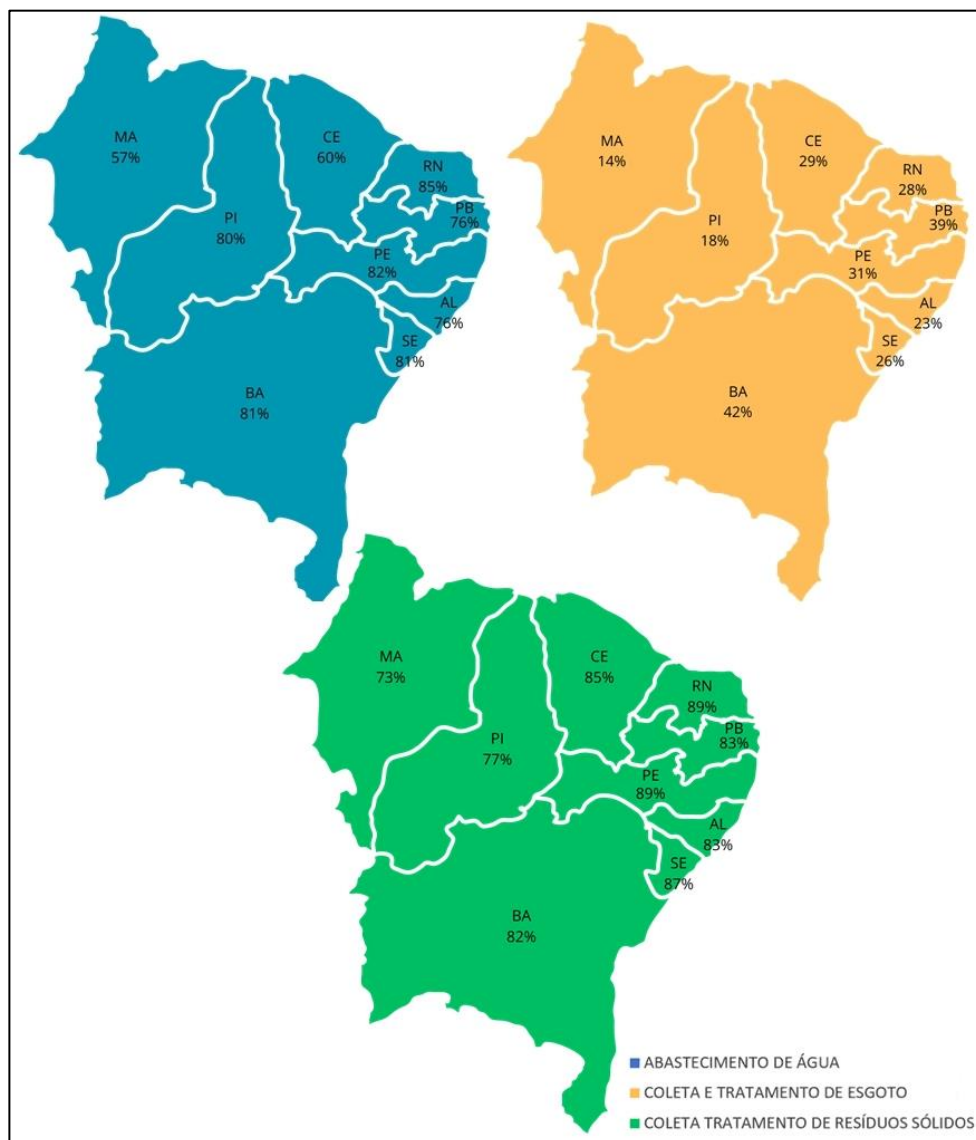 MA
57%
CE
60%
RN
85%
PB
76%
PI
80%
PE
82%
AL
76%
SE
81%
BA
81%
MA
14%
CE
29%
RN
28%
PB
39%
PI
18%
PE
31%
AL
23%
SE
26%
BA
42%
MA
73%
CE
85%
RN
89%
PB
83%
PI
77%
PE
89%
AL
83%
SE
87%
BA
82%
ABASTECIMENTO DE ÁGUA
COLETA E TRATAMENTO DE ESGOTO
COLETA TRATAMENTO DE RESÍDUOS SÓLIDOS